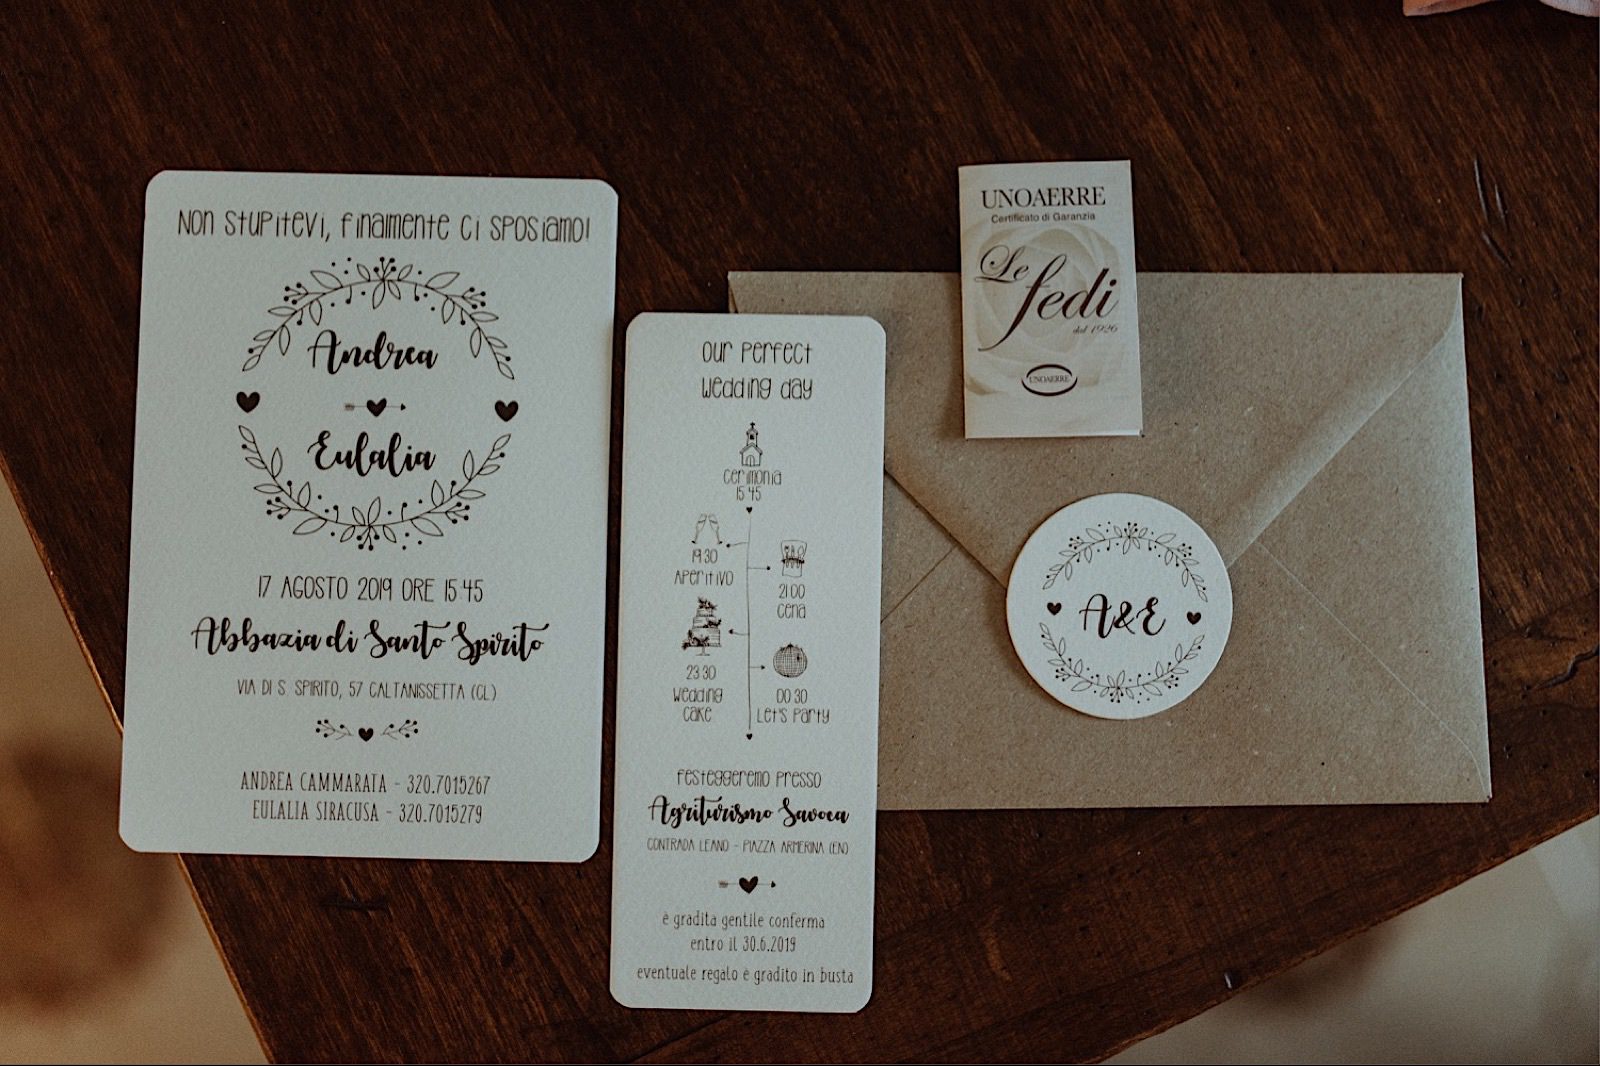 Non stupitevi, finalmente ci sposiamo!
Andrea
Eulalia
17 AGOSTO 2019 ORE 15:45
Abbazia di Santo Spirito
VIA DI S. SPIRITO, 57 CALTANISSETTA (CL)
ANDREA CAMMARATA - 320.7015267
EULALIA SIRACUSA - 320.7015279
our perfect
wedding day
cerimonia
15:45
19:30
Aperitivo
21:00
cena
23:30
wedding
cake
00:30
Let's Party
festeggeremo presso
Agriturismo Savoca
CONTRADA LEANO - PIAZZA ARMERINA (EN)
è gradita gentile conferma
entro il 30.6.2019
eventuale regalo è gradito in busta
UNOAERRE
Certificato di Garanzia
Le
fedi
dal 1926
UNOAERRE
A&E